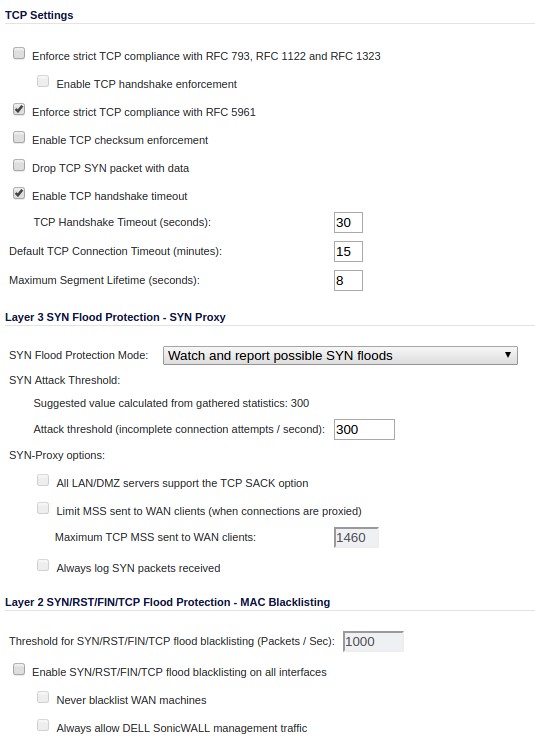 TCP Settings
Enforce strict TCP compliance with RFC 793, RFC 1122 and RFC 1323
Enable TCP handshake enforcement
Enforce strict TCP compliance with RFC 5961
Enable TCP checksum enforcement
Drop TCP SYN packet with data
Enable TCP handshake timeout
TCP Handshake Timeout (seconds): 30
Default TCP Connection Timeout (minutes): 15
Maximum Segment Lifetime (seconds): 8
Layer 3 SYN Flood Protection - SYN Proxy
SYN Flood Protection Mode: Watch and report possible SYN floods
SYN Attack Threshold:
Suggested value calculated from gathered statistics: 300
Attack threshold (incomplete connection attempts / second): 300
SYN-Proxy options:
All LAN/DMZ servers support the TCP SACK option
Limit MSS sent to WAN clients (when connections are proxied)
Maximum TCP MSS sent to WAN clients: 1460
Always log SYN packets received
Layer 2 SYN/RST/FIN/TCP Flood Protection - MAC Blacklisting
Threshold for SYN/RST/FIN/TCP flood blacklisting (Packets / Sec): 1000
Enable SYN/RST/FIN/TCP flood blacklisting on all interfaces
Never blacklist WAN machines
Always allow DELL SonicWALL management traffic